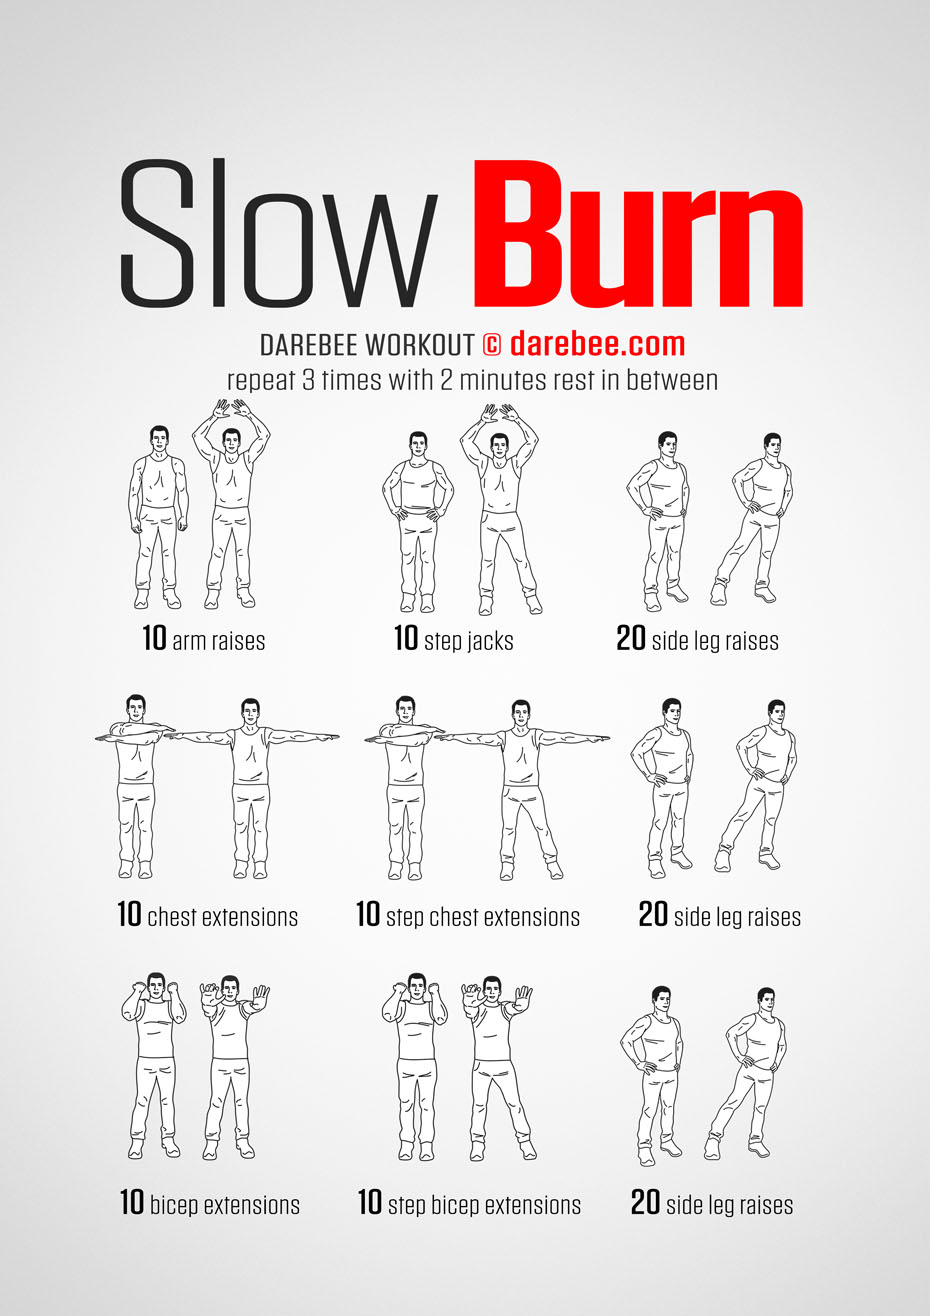 Slow Burn
DAREBEE WORKOUT © darebee.com
repeat 3 times with 2 minutes rest in between
10 arm raises
10 step jacks
20 side leg raises
10 chest extensions
10 step chest extensions
20 side leg raises
10 bicep extensions
10 step bicep extensions
20 side leg raises